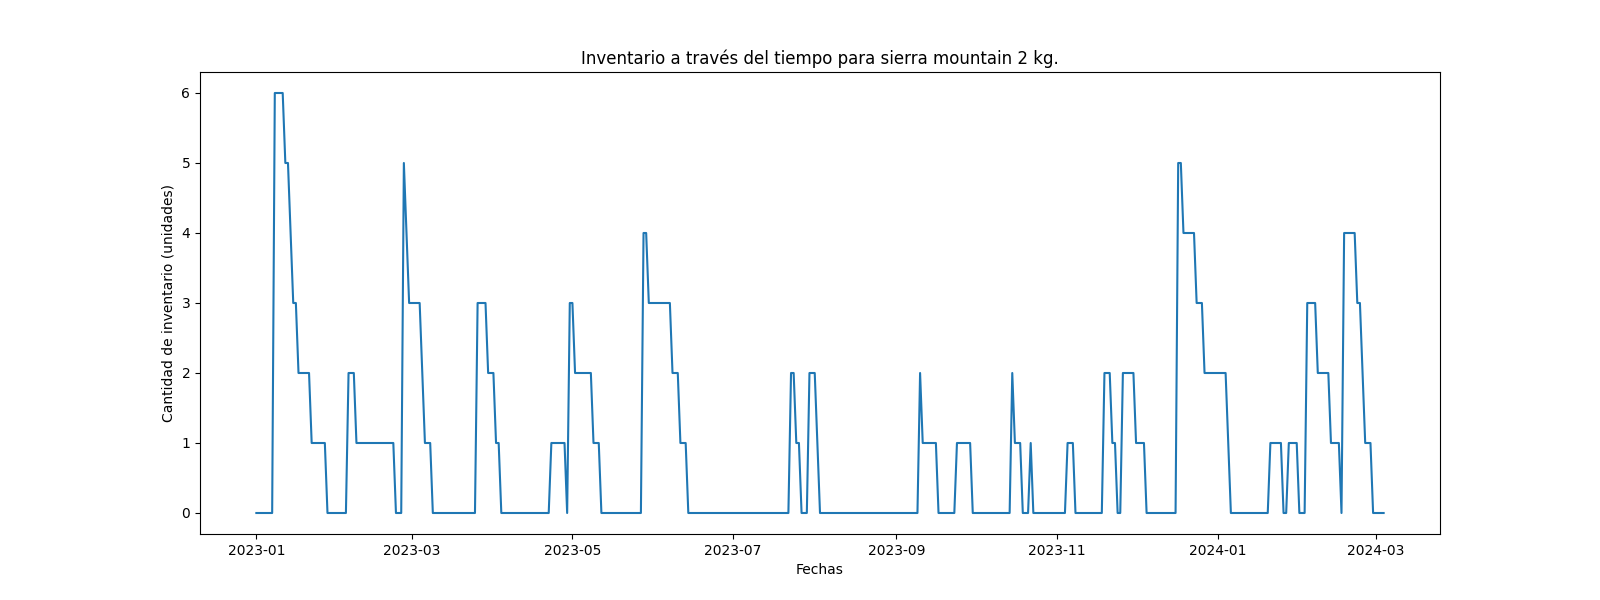 Inventario a través del tiempo para sierra mountain 2 kg.
Cantidad de inventario (unidades)
6
5
4
3
2
1
0
2023-01 2023-03 2023-05 2023-07 2023-09 2023-11 2024-01 2024-03
Fechas